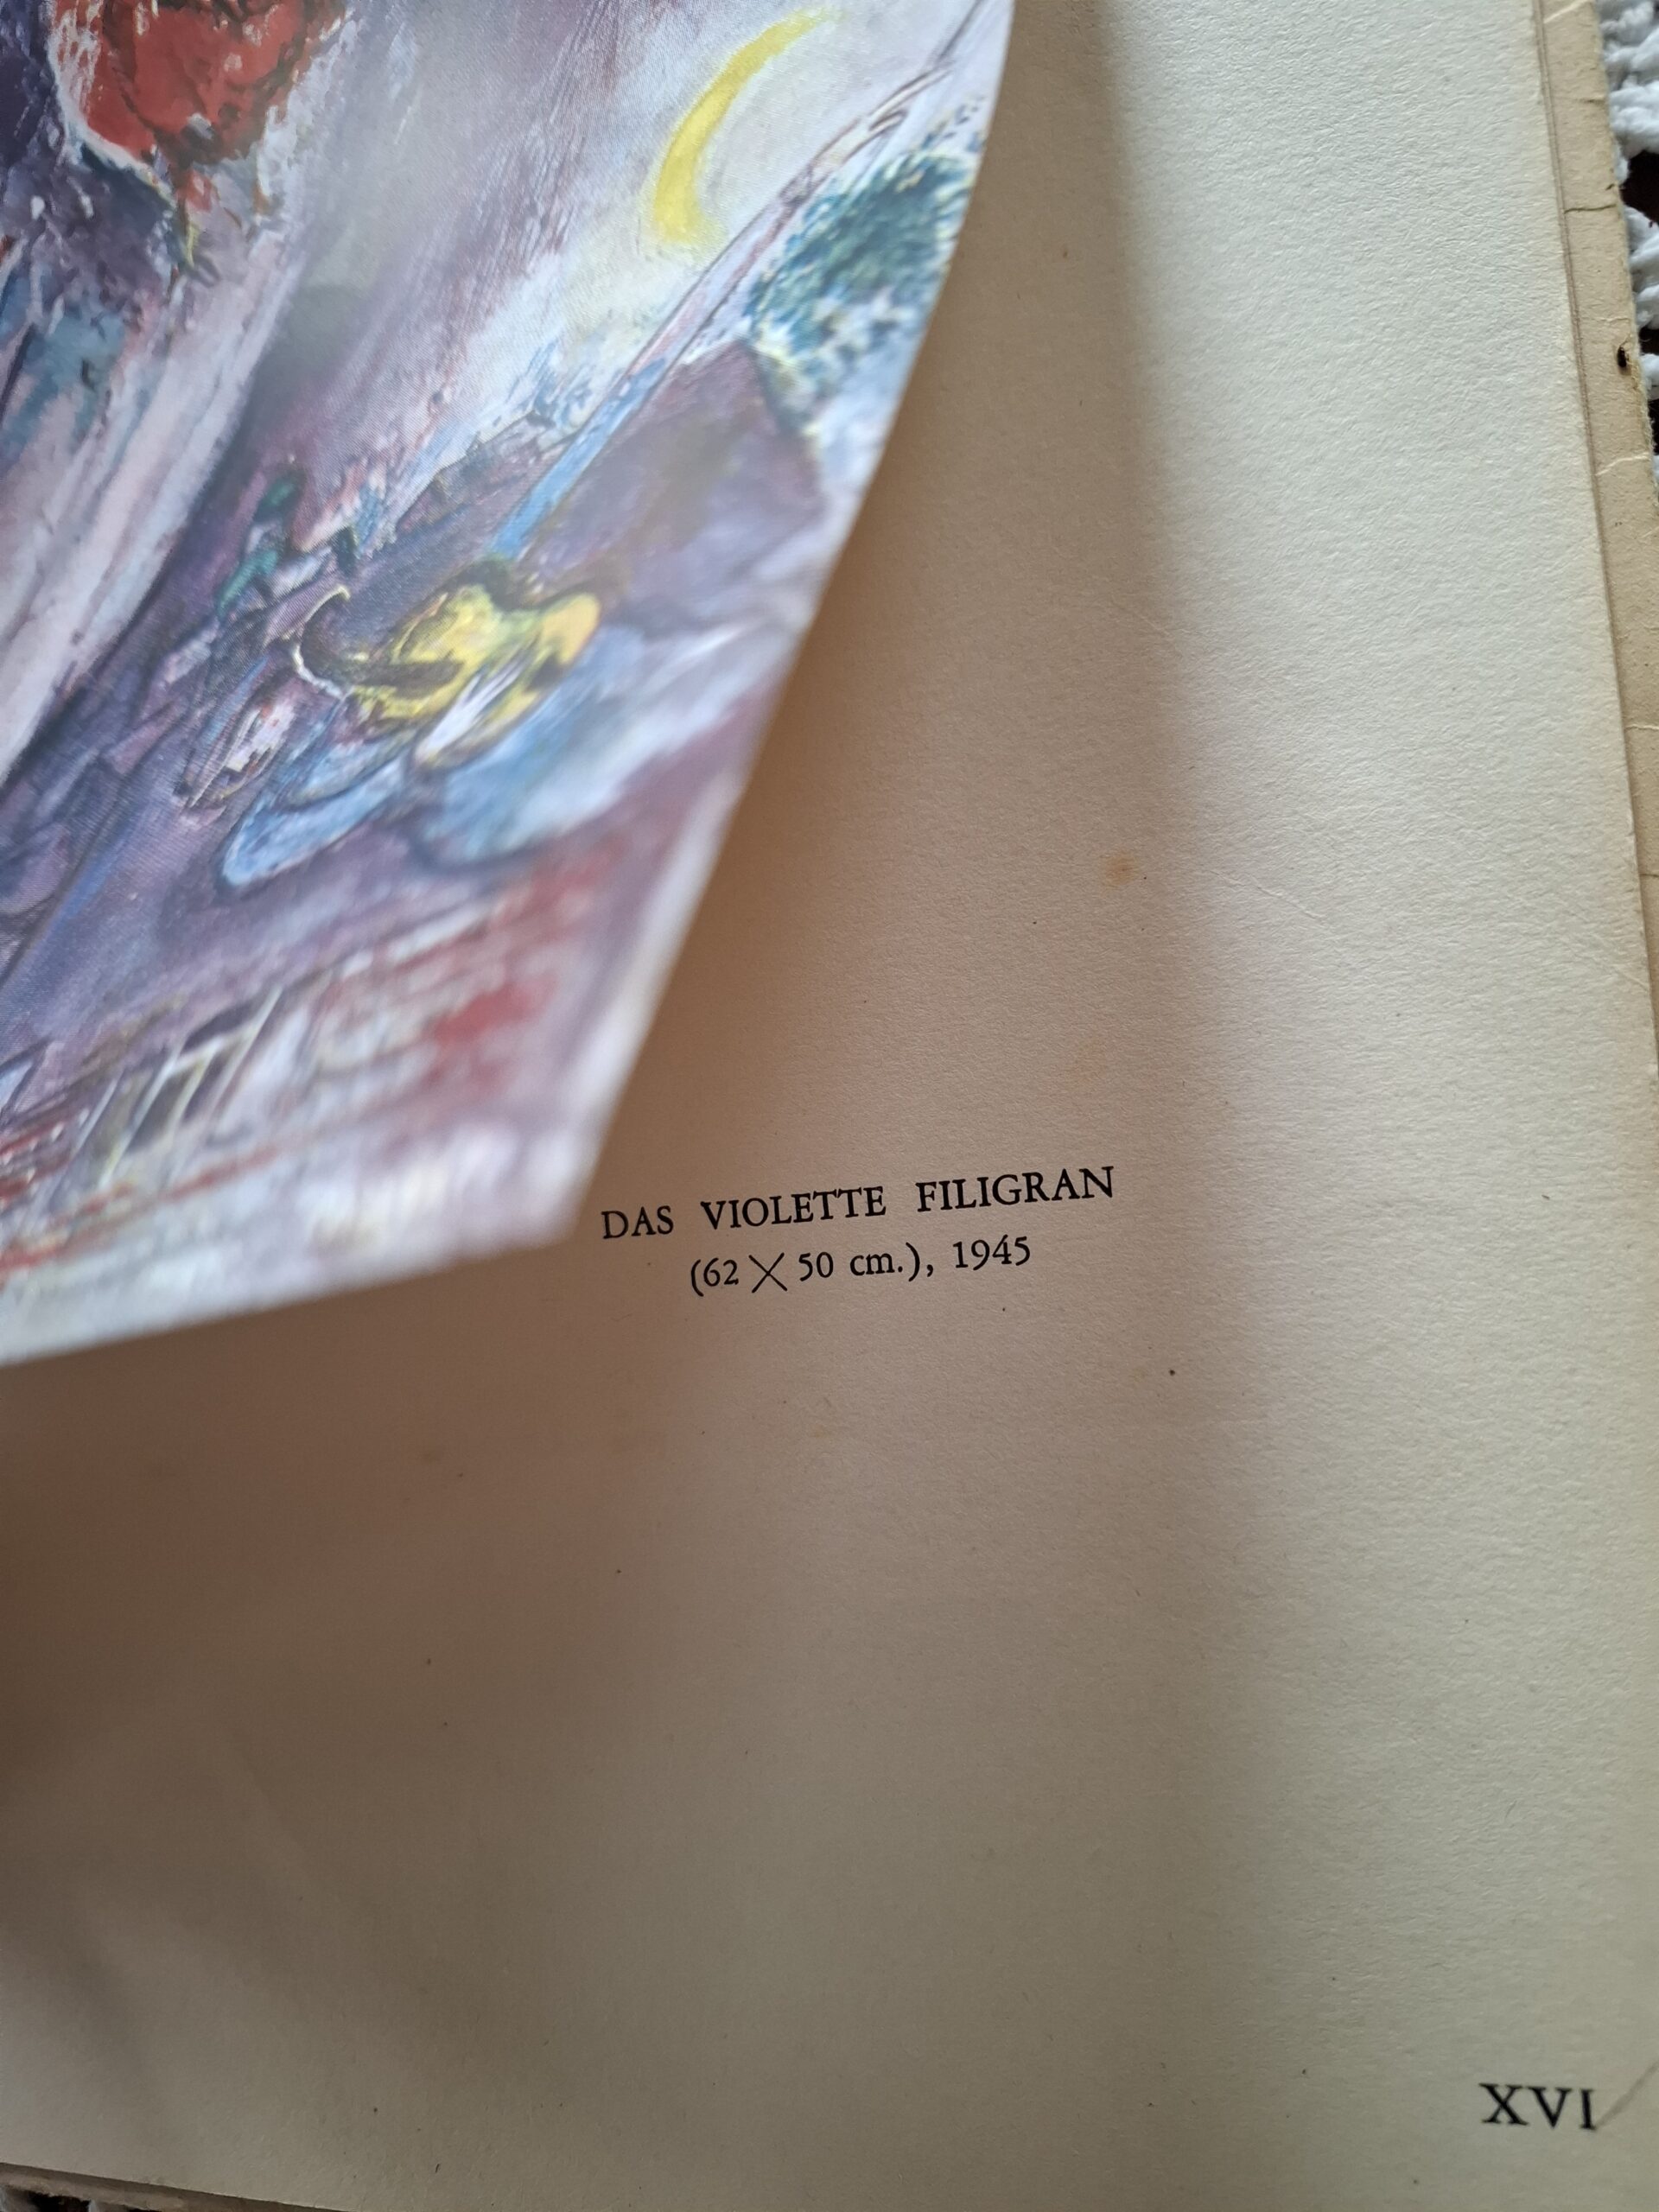 DAS VIOLETTE FILIGRAN
(62 X 50 cm.), 1945
XVI